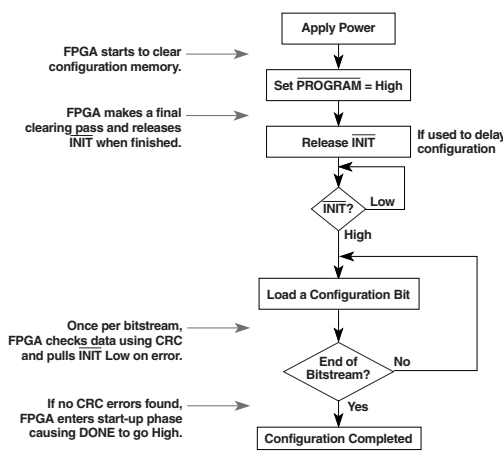 Apply Power
FPGA starts to clear
configuration memory.
Set PROGRAM = High
FPGA makes a final
clearing pass and releases
INIT when finished.
Release INIT
If used to delay
configuration
INIT?
Low
High
Load a Configuration Bit
Once per bitstream,
FPGA checks data using CRC
and pulls INIT Low on error.
End of
Bitstream?
No
Yes
If no CRC errors found,
FPGA enters start-up phase
causing DONE to go High.
Configuration Completed